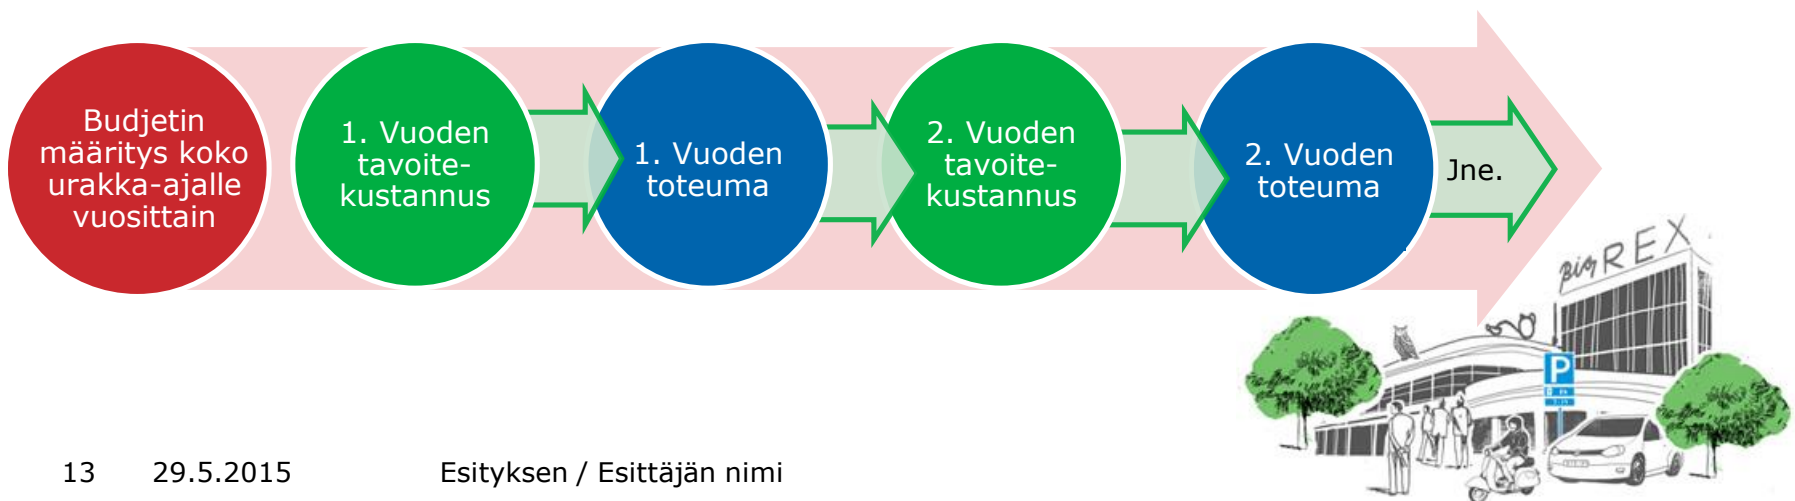 Budjetin
määritys koko
urakka-ajalle
vuosittain
1. Vuoden
tavoite-
kustannus
1. Vuoden
toteuma
2. Vuoden
tavoite-
kustannus
2. Vuoden
toteuma
Jne.
Big REX
P
13 29.5.2015 Esityksen / Esittäjän nimi